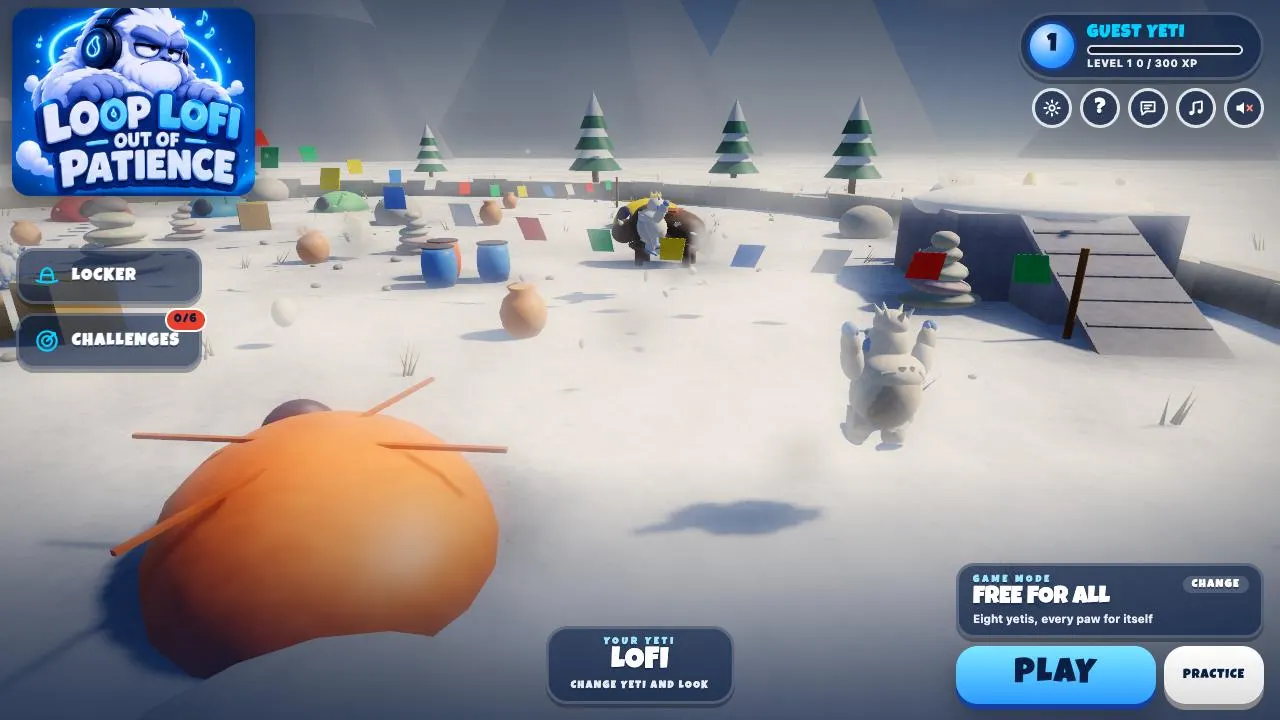 LOOP LOFI
OUT OF
PATIENCE
1
GUEST YETI
LEVEL 1 0 / 300 XP
?
LOCKER
0/6
CHALLENGES
GAME MODE
FREE FOR ALL
CHANGE
Eight yetis, every paw for itself
YOUR YETI
LOFI
CHANGE YETI AND LOOK
PLAY
PRACTICE